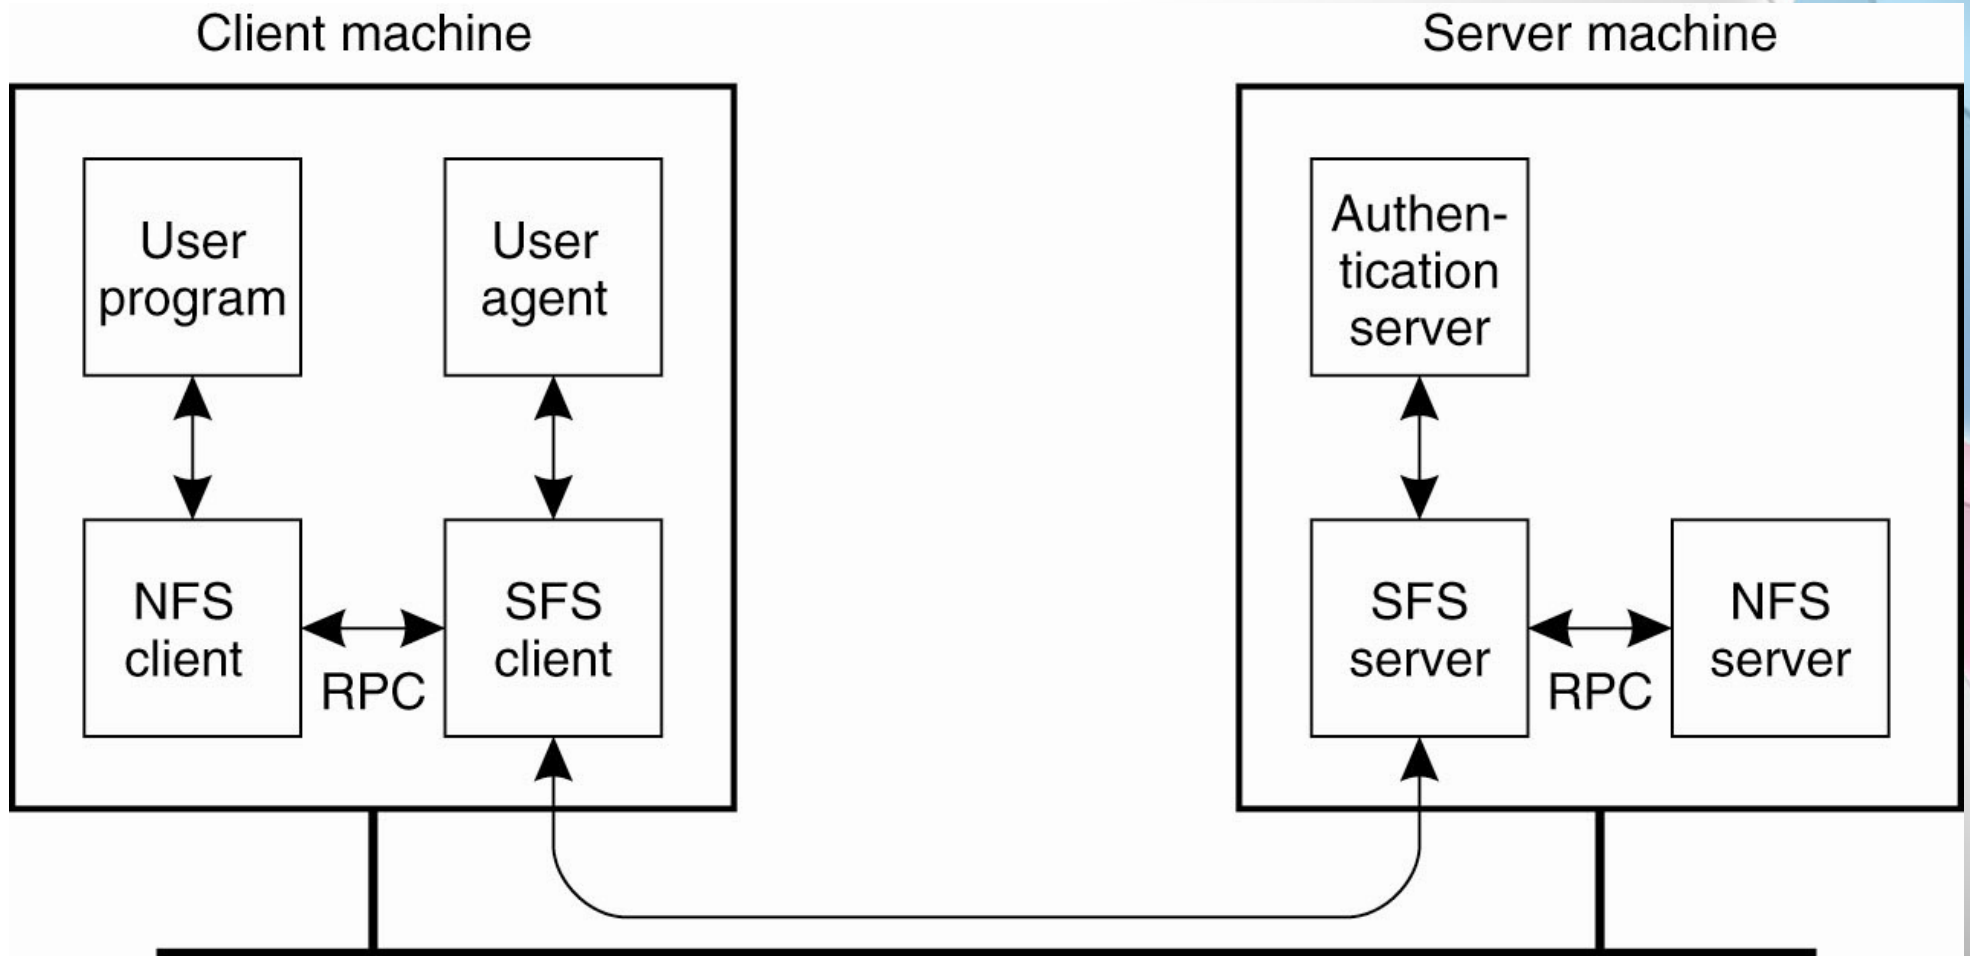 Client machine
Server machine
User
program
User
agent
Authen-
tication
server
NFS
client
RPC
SFS
client
SFS
server
RPC
NFS
server